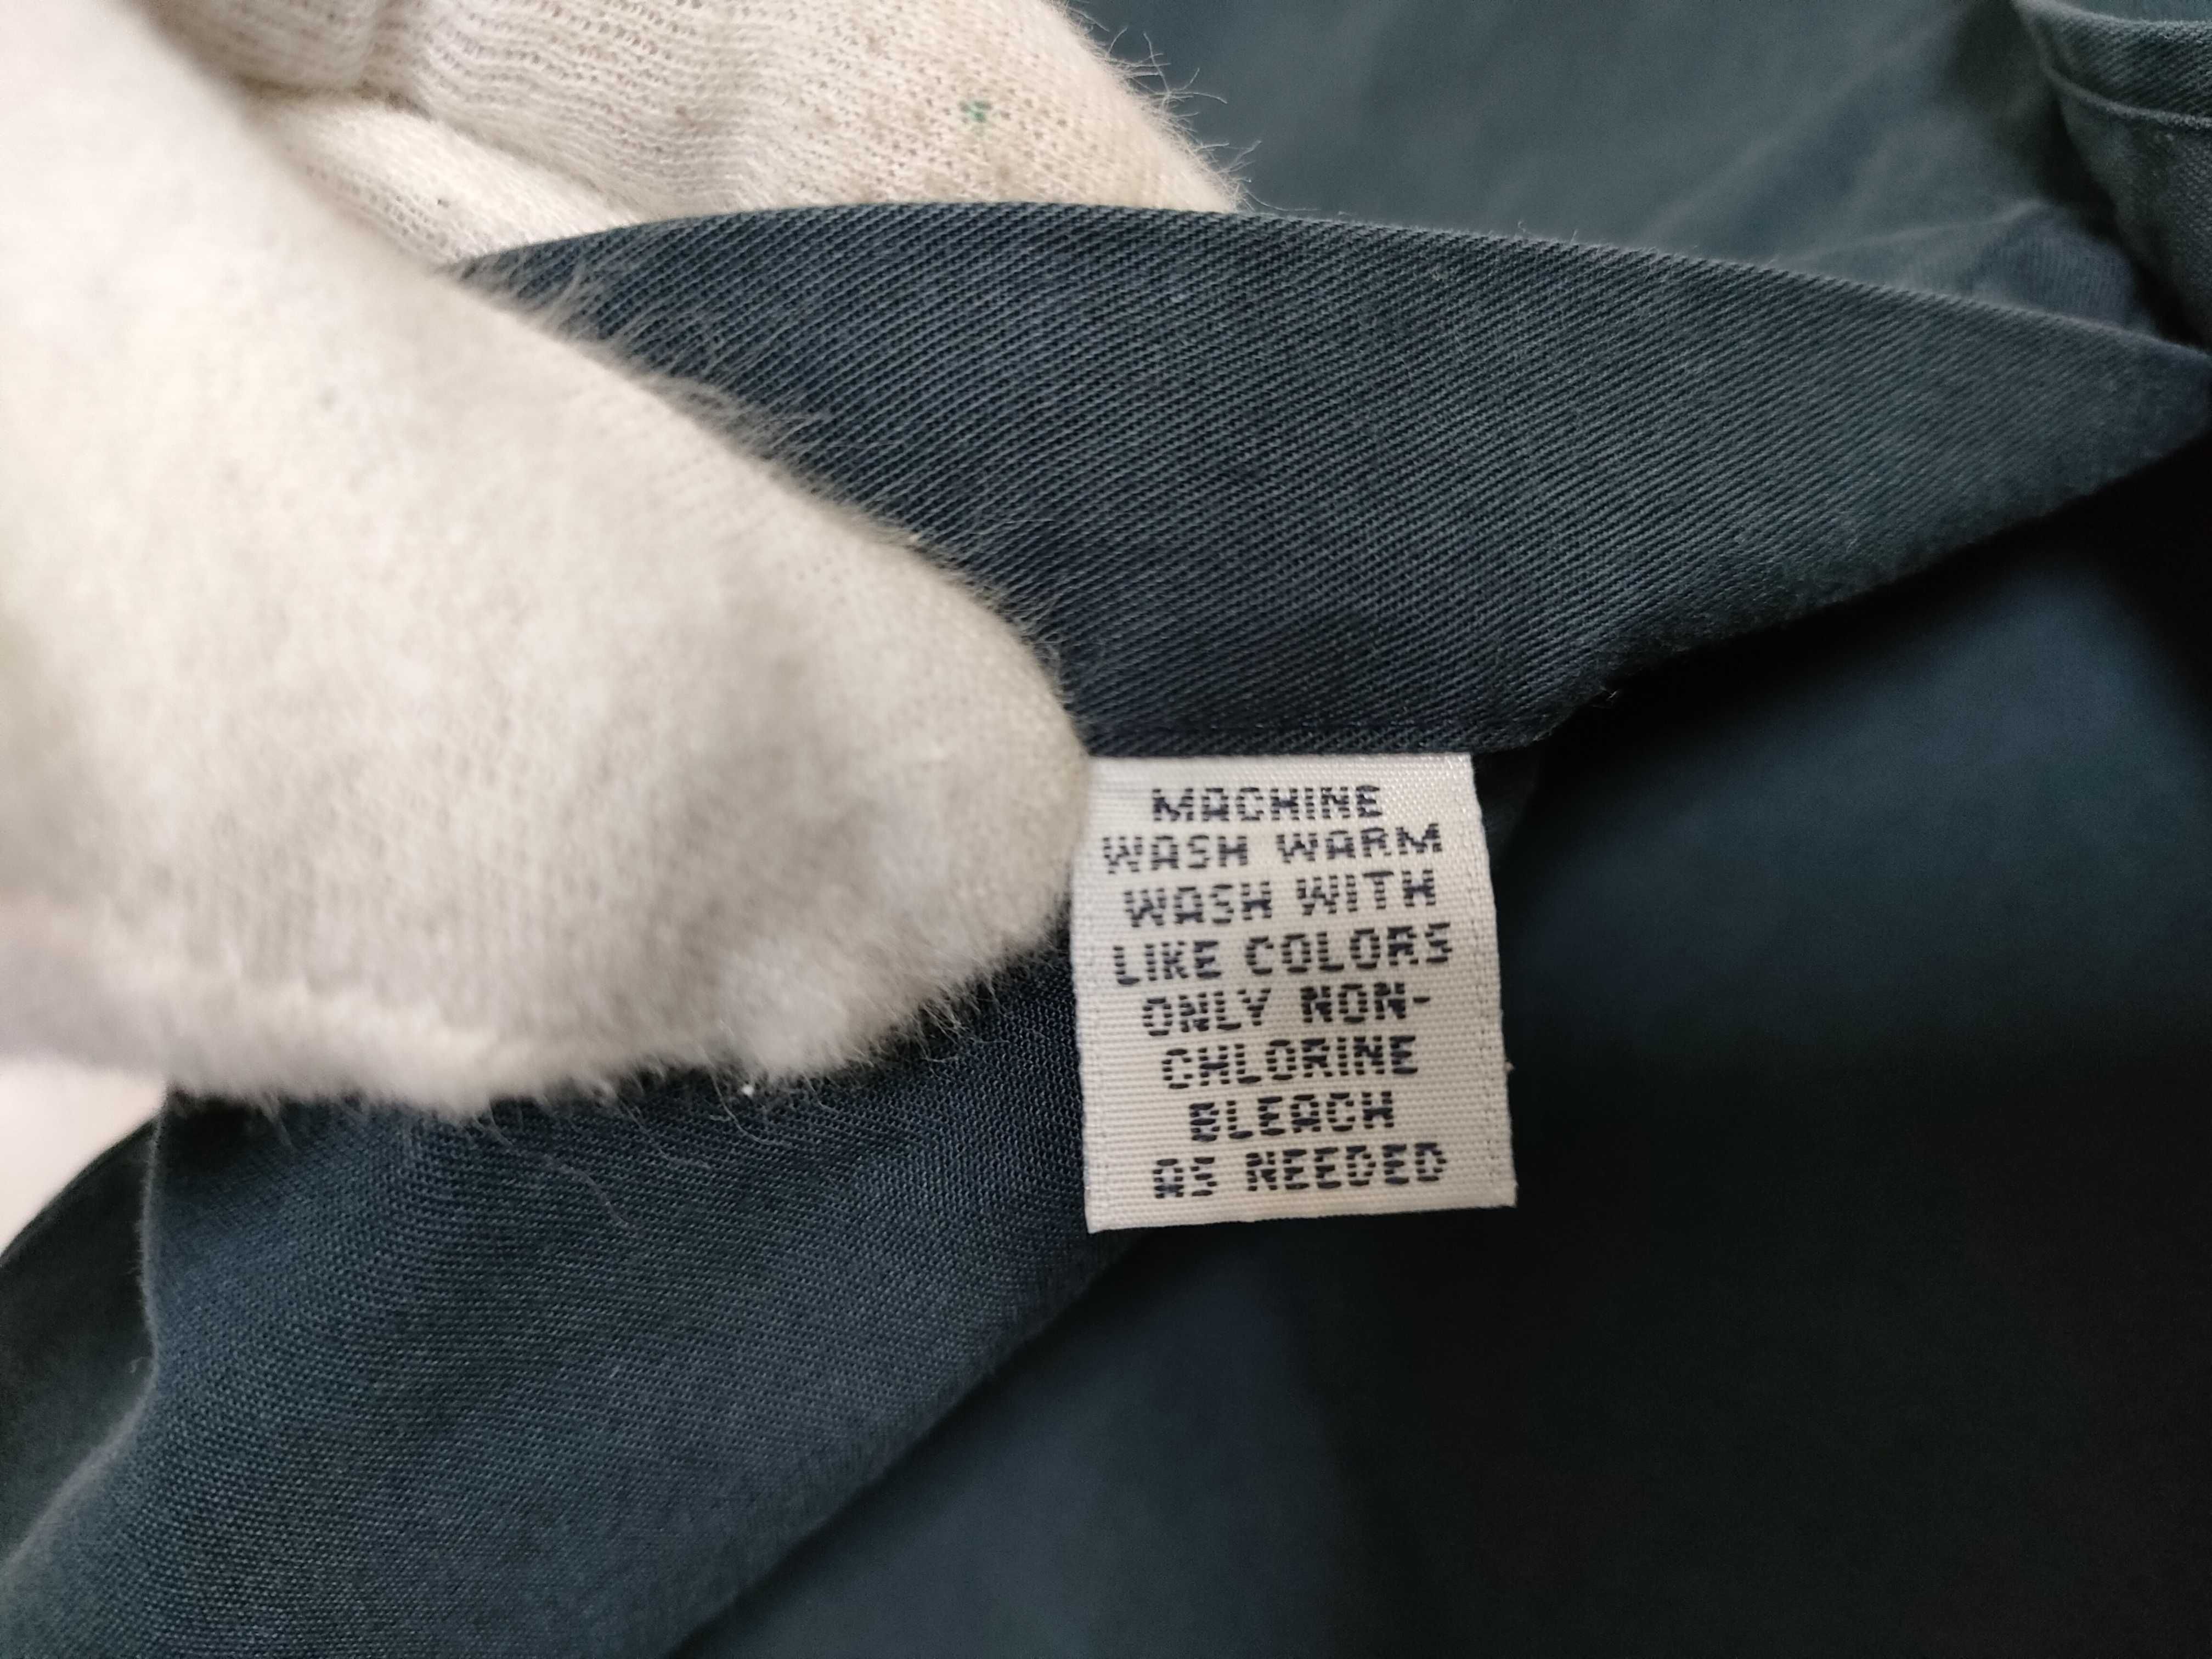 MACHINE
WASH WARM
WASH WITH
LIKE COLORS
ONLY NON-
CHLORINE
BLEACH
AS NEEDED